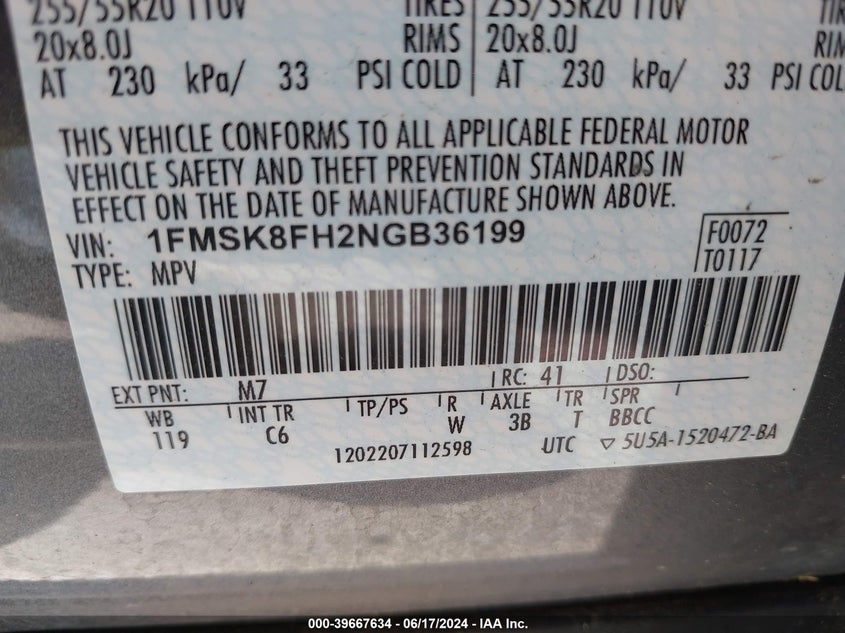 255/55R20 110V TIRES 255/55R20 110V
20x8.0J RIMS 20x8.0J
AT 230 kPa/ 33 PSI COLD AT 230 kPa/ 33 PSI
THIS VEHICLE CONFORMS TO ALL APPLICABLE FEDERAL MOTOR
VEHICLE SAFETY AND THEFT PREVENTION STANDARDS IN
EFFECT ON THE DATE OF MANUFACTURE SHOWN ABOVE.
VIN: 1FMSK8FH2NGB36199 F0072
TYPE: MPV T0117
EXT PNT: M7 RC: 41 DSO:
WB INT TR TP/PS R AXLE TR SPR
119 C6 W 3B T BBCC
1202207112598 UTC ▽ 5U5A-1520472-BA
000-39667634 - 06/17/2024 - IAA Inc.